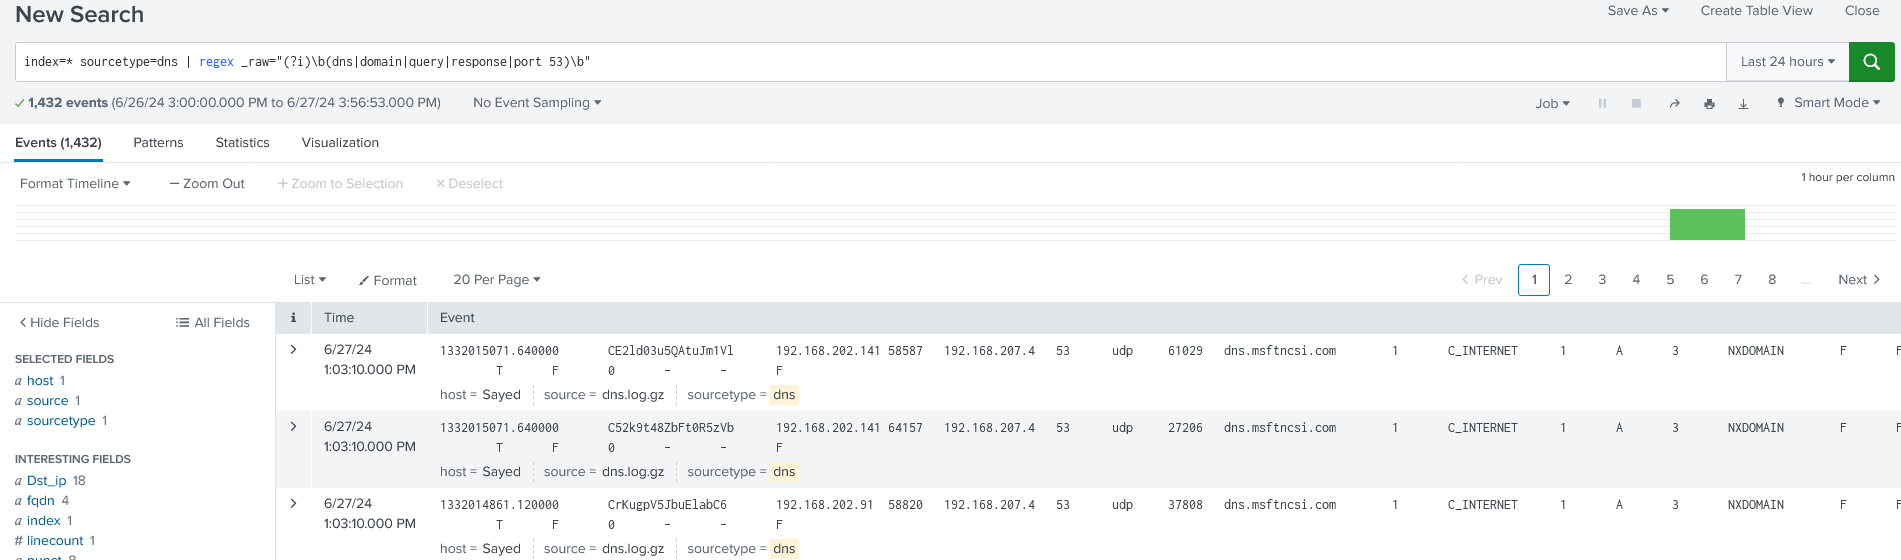 New Search
Save As Create Table View Close
index=* sourcetype=dns | regex _raw="(?i)\b(dns|domain|query|response|port 53)\b"
Last 24 hours
1,432 events (6/26/24 3:00:00.000 PM to 6/27/24 3:56:53.000 PM) No Event Sampling
Job Smart Mode
Events (1,432) Patterns Statistics Visualization
Format Timeline — Zoom Out + Zoom to Selection × Deselect
1 hour per column
List Format 20 Per Page
< Prev 1 2 3 4 5 6 7 8 ... Next >
< Hide Fields All Fields
i Time Event
SELECTED FIELDS
a host 1
a source 1
a sourcetype 1
INTERESTING FIELDS
a Dst_ip 18
a fqdn 4
a index 1
# linecount 1
a punct 8
> 6/27/24 1332015071.640000 CE2ld03u5QAtuJm1Vl 192.168.202.141 58587 192.168.207.4 53 udp 61029 dns.msftncsi.com 1 C_INTERNET 1 A 3 NXDOMAIN F F
1:03:10.000 PM T F 0 - - F
host = Sayed source = dns.log.gz sourcetype = dns
> 6/27/24 1332015071.640000 C52k9t48ZbFt0R5zVb 192.168.202.141 64157 192.168.207.4 53 udp 27206 dns.msftncsi.com 1 C_INTERNET 1 A 3 NXDOMAIN F F
1:03:10.000 PM T F 0 - - F
host = Sayed source = dns.log.gz sourcetype = dns
> 6/27/24 1332014861.120000 CrKugpV5JbuElabC6 192.168.202.91 58820 192.168.207.4 53 udp 37808 dns.msftncsi.com 1 C_INTERNET 1 A 3 NXDOMAIN F F
1:03:10.000 PM T F 0 - - F
host = Sayed source = dns.log.gz sourcetype = dns